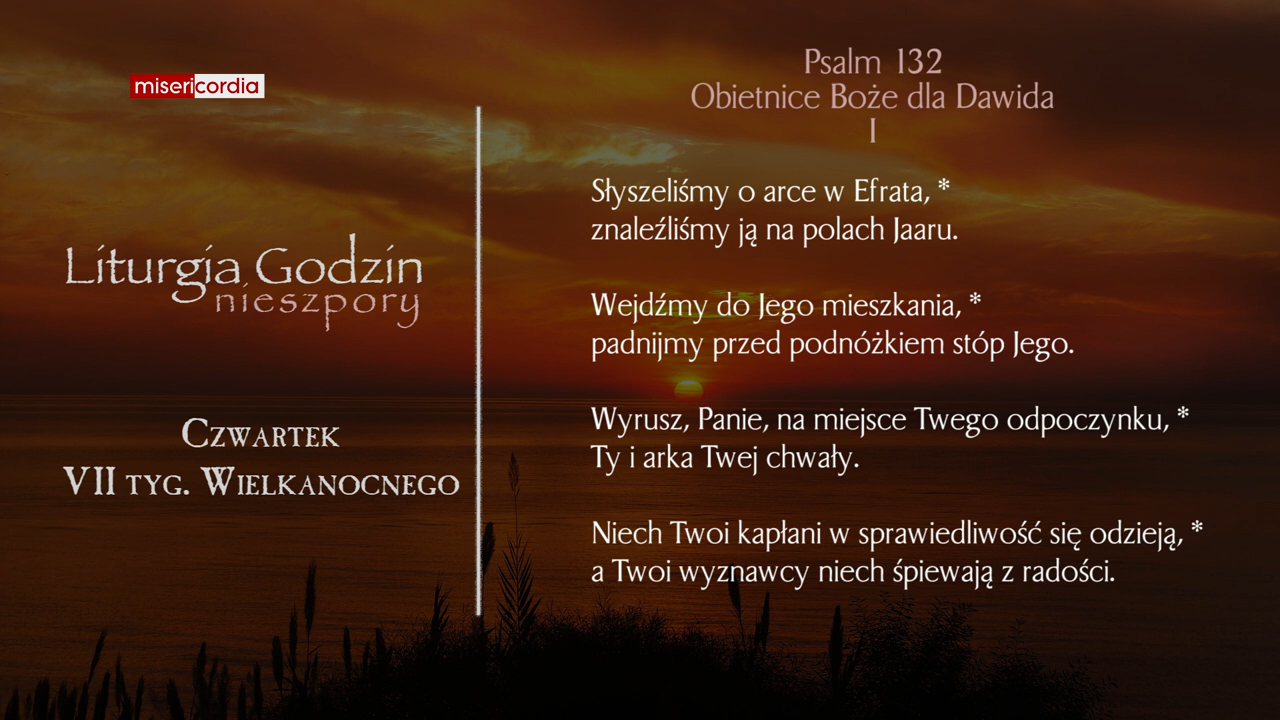 misericordia
Liturgia Godzin
nieszpory
Czwartek
VII tyg. Wielkanocnego
Psalm 132
Obietnice Boże dla Dawida
I
Słyszeliśmy o arce w Efrata, *
znaleźliśmy ją na polach Jaaru.
Wejdźmy do Jego mieszkania, *
padnijmy przed podnóżkiem stóp Jego.
Wyrusz, Panie, na miejsce Twego odpoczynku, *
Ty i arka Twej chwały.
Niech Twoi kapłani w sprawiedliwość się odzieją, *
a Twoi wyznawcy niech śpiewają z radości.